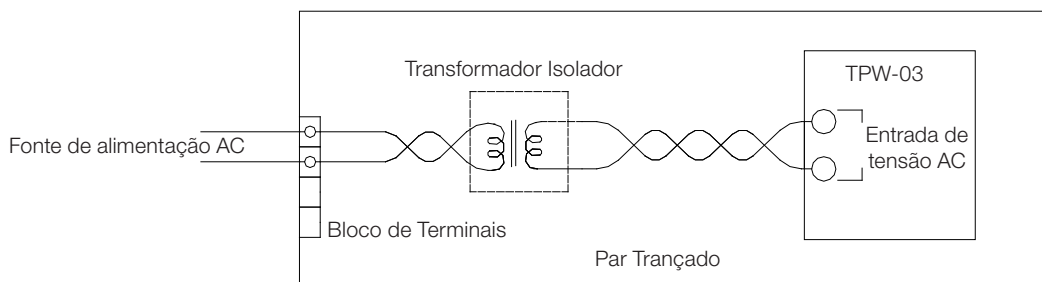 Transformador Isolador
TPW-03
Fonte de alimentação AC
Entrada de
tensão AC
Bloco de Terminais
Par Trançado